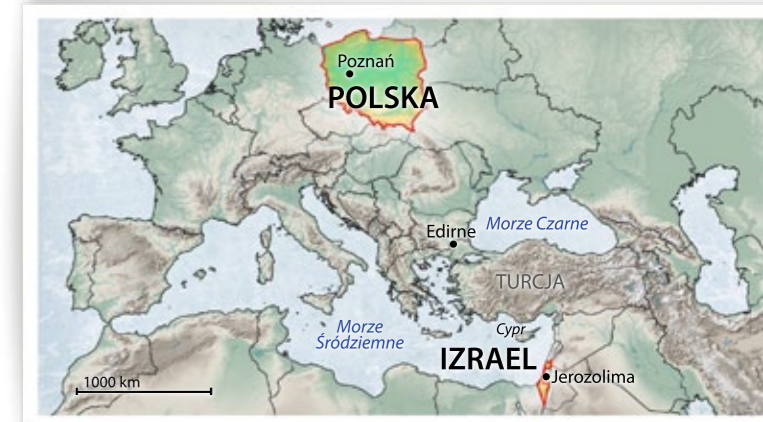 Poznań
POLSKA
Edirne
Morze Czarne
TURCJA
Morze
Śródziemne
Cypr
IZRAEL
Jerozolima
1000 km